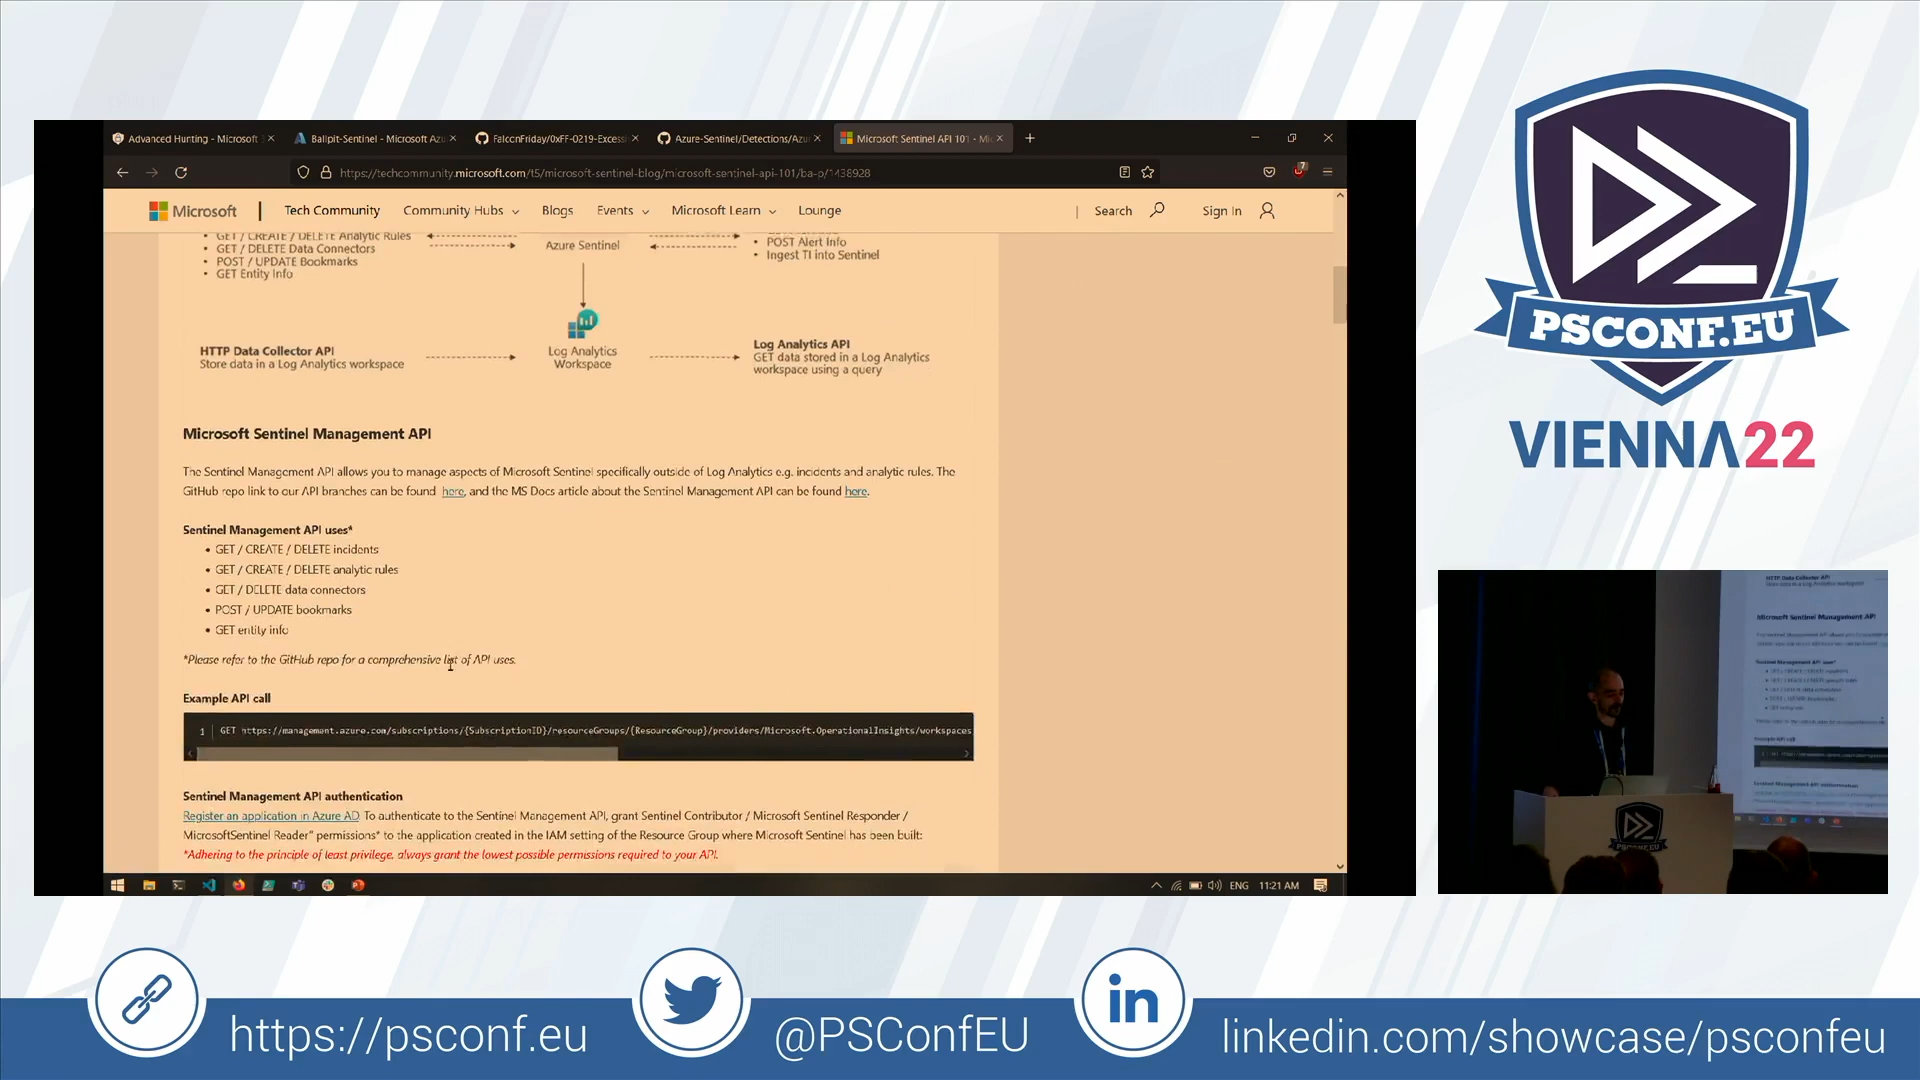 Advanced Hunting - Microsoft
Ballpit-Sentinel - Microsoft Azu
FalconFriday/0xFF-0219-Excess
Azure-Sentinel/Detections/Azu
Microsoft Sentinel API 101 - Mi
https://techcommunity.microsoft.com/t5/microsoft-sentinel-blog/microsoft-sentinel-api-101/ba-p/1438928
7
Microsoft
Tech Community
Community Hubs
Blogs
Events
Microsoft Learn
Lounge
Search
Sign In
• GET / CREATE / DELETE Analytic Rules
• GET / DELETE Data Connectors
• POST / UPDATE Bookmarks
• GET Entity Info
Azure Sentinel
• POST Alert Info
• Ingest TI into Sentinel
HTTP Data Collector API
Store data in a Log Analytics workspace
Log Analytics
Workspace
Log Analytics API
GET data stored in a Log Analytics
workspace using a query
Microsoft Sentinel Management API
The Sentinel Management API allows you to manage aspects of Microsoft Sentinel specifically outside of Log Analytics e.g. incidents and analytic rules. The
GitHub repo link to our API branches can be found here, and the MS Docs article about the Sentinel Management API can be found here.
Sentinel Management API uses*
• GET / CREATE / DELETE incidents
• GET / CREATE / DELETE analytic rules
• GET / DELETE data connectors
• POST / UPDATE bookmarks
• GET entity info
*Please refer to the GitHub repo for a comprehensive list of API uses.
Example API call
1 GET https://management.azure.com/subscriptions/{SubscriptionID}/resourceGroups/{ResourceGroup}/providers/Microsoft.OperationalInsights/workspaces
Sentinel Management API authentication
Register an application in Azure AD. To authenticate to the Sentinel Management API, grant Sentinel Contributor / Microsoft Sentinel Responder /
MicrosoftSentinel Reader" permissions* to the application created in the IAM setting of the Resource Group where Microsoft Sentinel has been built:
*Adhering to the principle of least privilege, always grant the lowest possible permissions required to your API.
ENG
11:21 AM
PSCONF.EU
VIENNA22
HTTP Data Collector API
Microsoft Sentinel Management API
PSCONF.EU
https://psconf.eu
@PSConfEU
in
linkedin.com/showcase/psconfeu